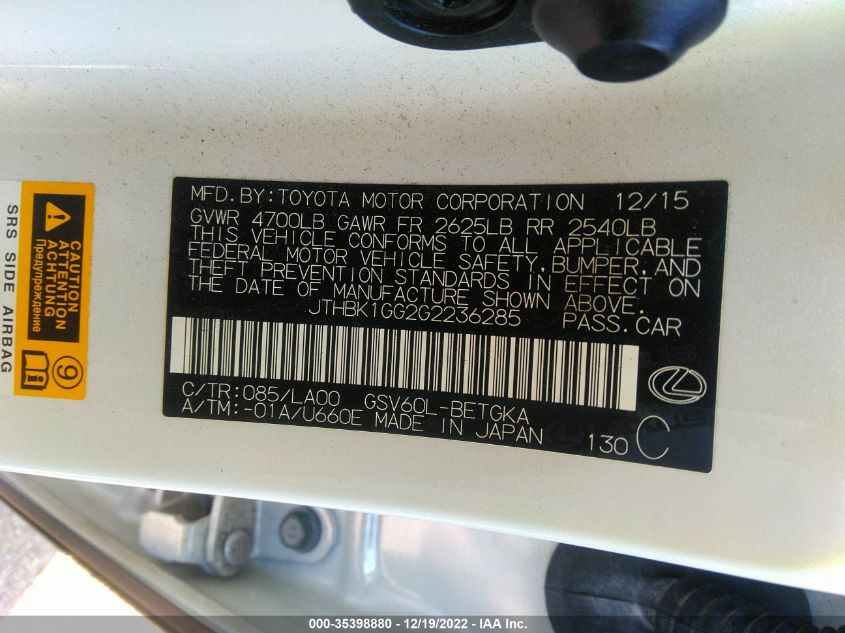 MFD.BY:TOYOTA MOTOR CORPORATION 12/15
GVWR 4700LB GAWR FR 2625LB RR 2540LB
THIS VEHICLE CONFORMS TO ALL APPLICABLE
FEDERAL MOTOR VEHICLE SAFETY,BUMPER,AND
THEFT PREVENTION STANDARDS IN EFFECT ON
THE DATE OF MANUFACTURE SHOWN ABOVE.
JTHBK1GG2G2236285 PASS.CAR
C/TR:085/LA00 GSV60L-BETGKA
A/TM:-01A/U660E MADE IN JAPAN 130 C
SRS SIDE AIRBAG
CAUTION
ATTENTION
ACHTUNG
Предупреждение
9
000-35398880 - 12/19/2022 - IAA Inc.